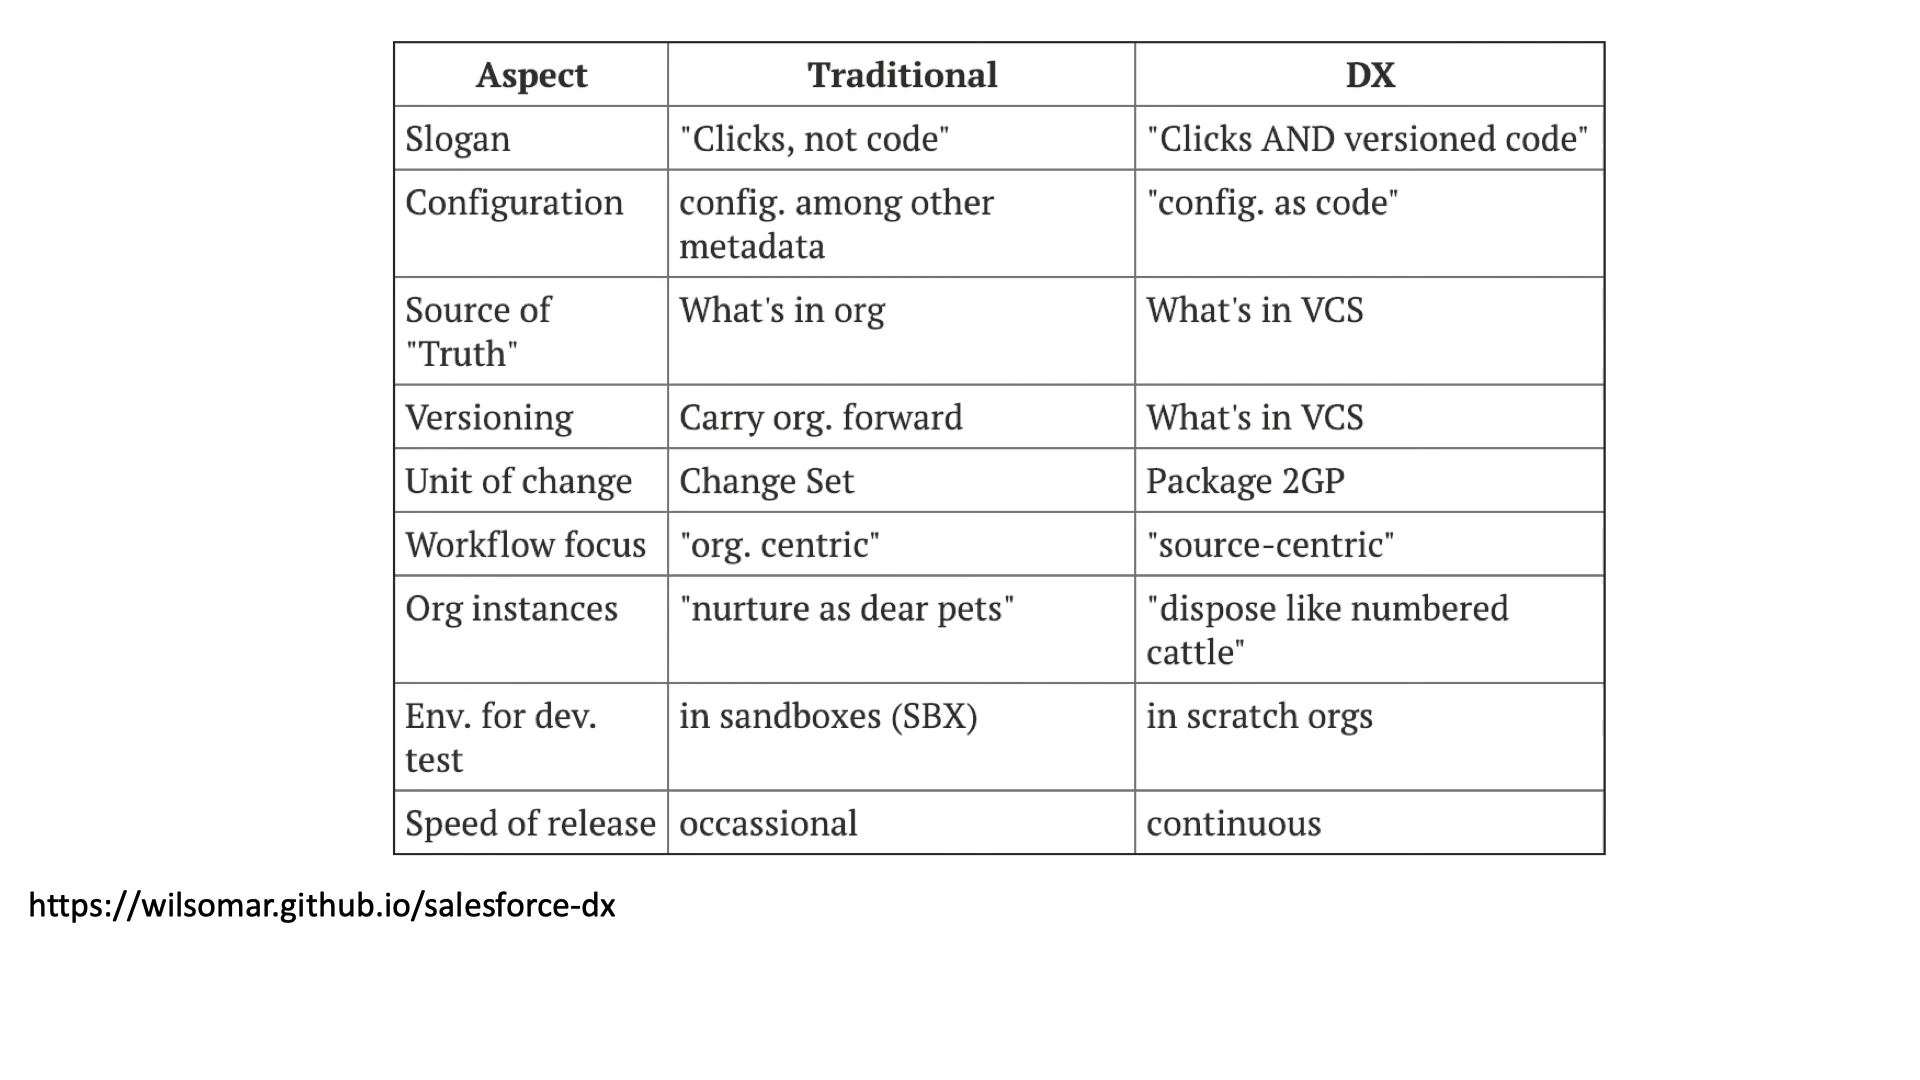 Aspect Traditional DX
Slogan "Clicks, not code" "Clicks AND versioned code"
Configuration config. among other "config. as code"
metadata
Source of What's in org What's in VCS
"Truth"
Versioning Carry org. forward What's in VCS
Unit of change Change Set Package 2GP
Workflow focus "org. centric" "source-centric"
Org instances "nurture as dear pets" "dispose like numbered
cattle"
Env. for dev. in sandboxes (SBX) in scratch orgs
test
Speed of release occassional continuous
https://wilsomar.github.io/salesforce-dx